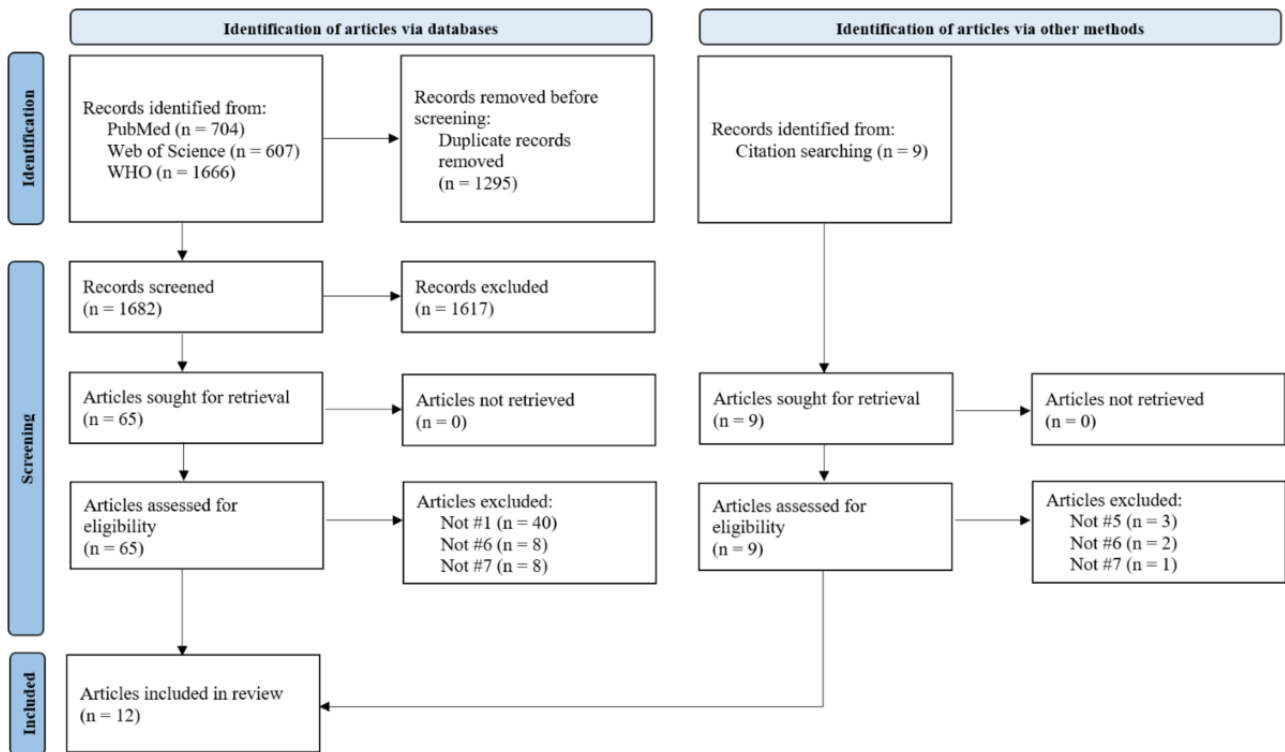 Identification of articles via databases
Identification of articles via other methods
Identification
Records identified from:
PubMed (n = 704)
Web of Science (n = 607)
WHO (n = 1666)
Records removed before
screening:
Duplicate records
removed
(n = 1295)
Records identified from:
Citation searching (n = 9)
Screening
Records screened
(n = 1682)
Records excluded
(n = 1617)
Articles sought for retrieval
(n = 65)
Articles not retrieved
(n = 0)
Articles sought for retrieval
(n = 9)
Articles not retrieved
(n = 0)
Articles assessed for
eligibility
(n = 65)
Articles excluded:
Not #1 (n = 40)
Not #6 (n = 8)
Not #7 (n = 8)
Articles assessed for
eligibility
(n = 9)
Articles excluded:
Not #5 (n = 3)
Not #6 (n = 2)
Not #7 (n = 1)
Included
Articles included in review
(n = 12)